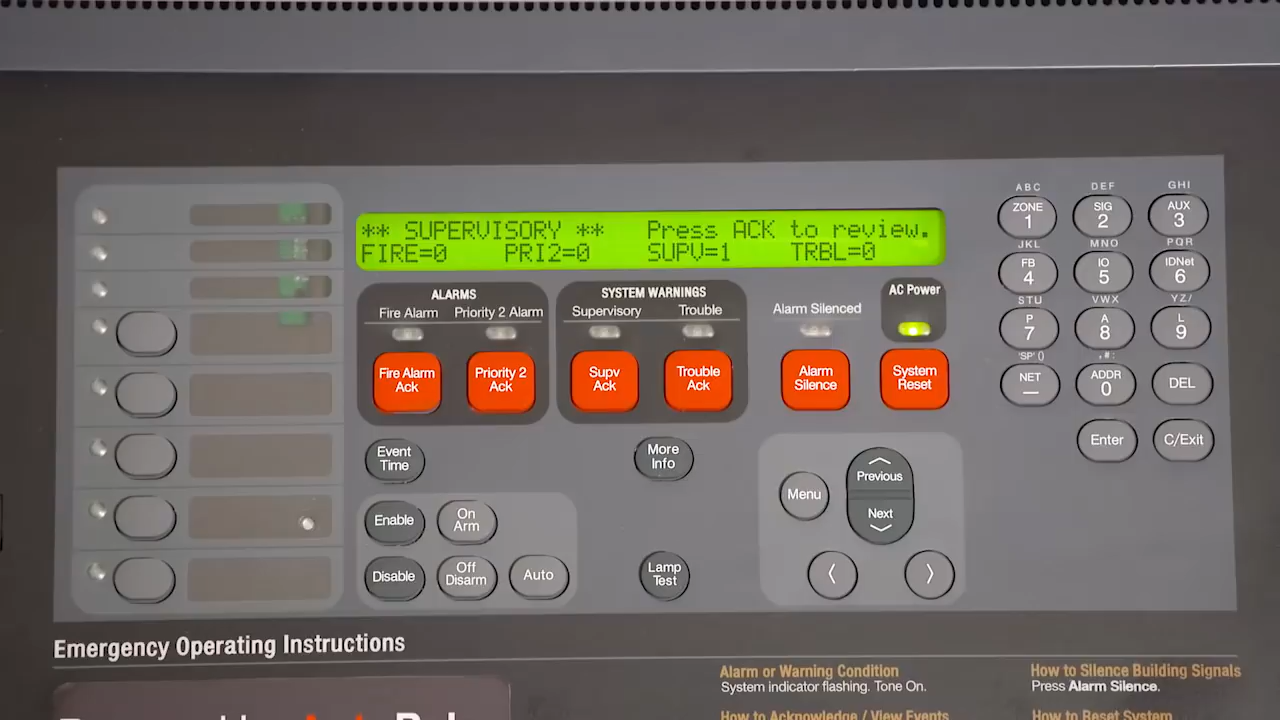 ** SUPERVISORY ** Press ACK to review.
FIRE=0 PRI2=0 SUPV=1 TRBL=0
ALARMS
Fire Alarm Priority 2 Alarm
SYSTEM WARNINGS
Supervisory Trouble
Alarm Silenced
AC Power
Fire Alarm
Ack
Priority 2
Ack
Supv
Ack
Trouble
Ack
Alarm
Silence
System
Reset
Event
Time
More
Info
Enable
On
Arm
Disable
Off
Disarm
Auto
Lamp
Test
Menu
Previous
Next
ABC DEF GHI
ZONE SIG AUX
1 2 3
JKL MNO PQR
FB IO IDNet
4 5 6
STU VWX YZ/
P A L
7 8 9
'SP' () ,#:
NET ADDR DEL
_ 0
Enter C/Exit
Emergency Operating Instructions
Alarm or Warning Condition
System indicator flashing. Tone On.
How to Acknowledge / View Events
How to Silence Building Signals
Press Alarm Silence.
How to Reset System